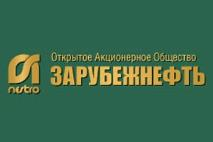 Открытое Акционерное Общество
ЗАРУБЕЖНЕФТЬ
nestro